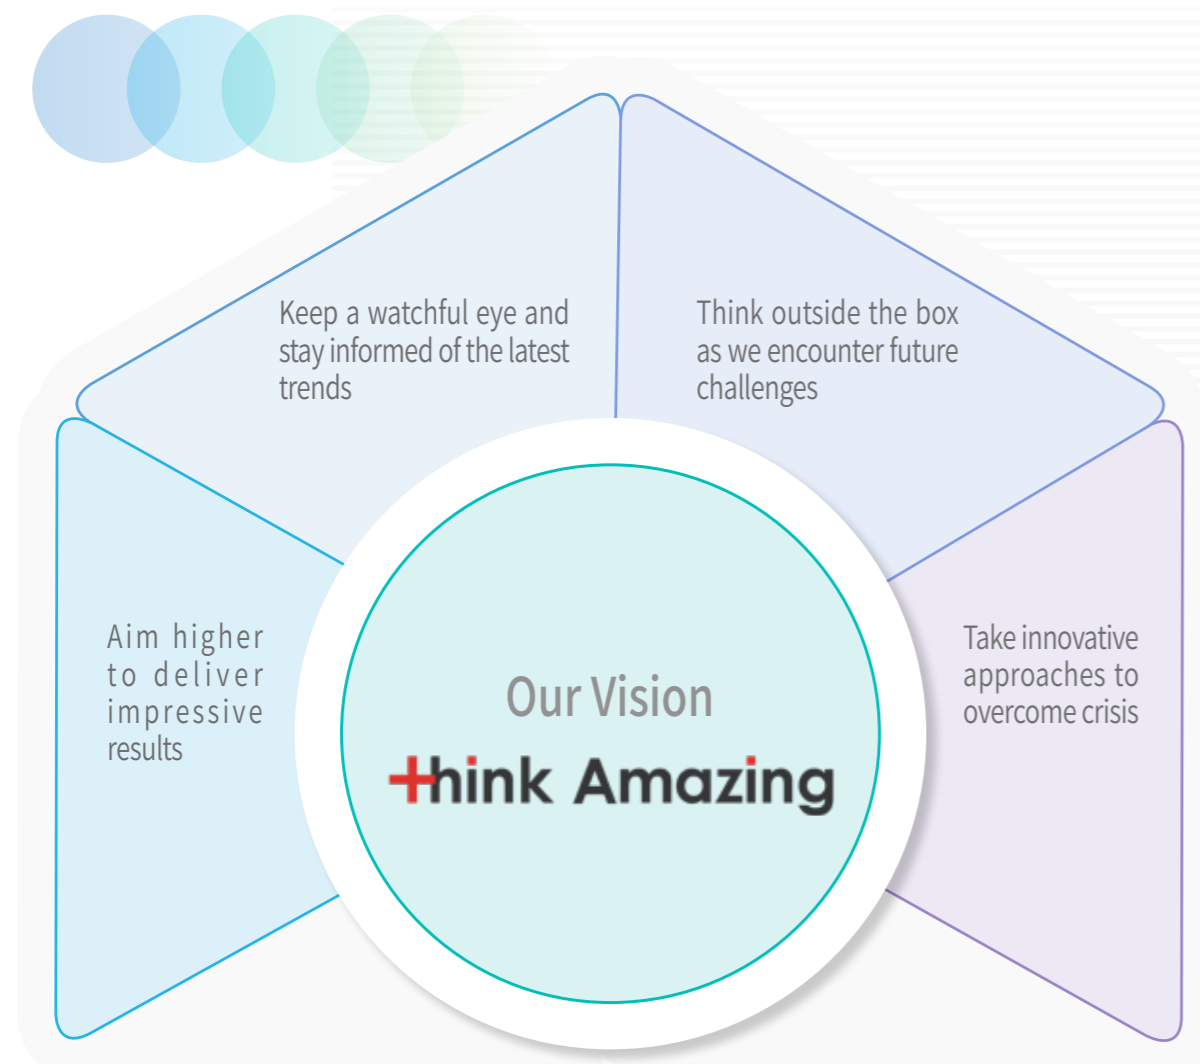 Keep a watchful eye and
stay informed of the latest
trends
Think outside the box
as we encounter future
challenges
Aim higher
to deliver
impressive
results
Take innovative
approaches to
overcome crisis
Our Vision
think Amazing